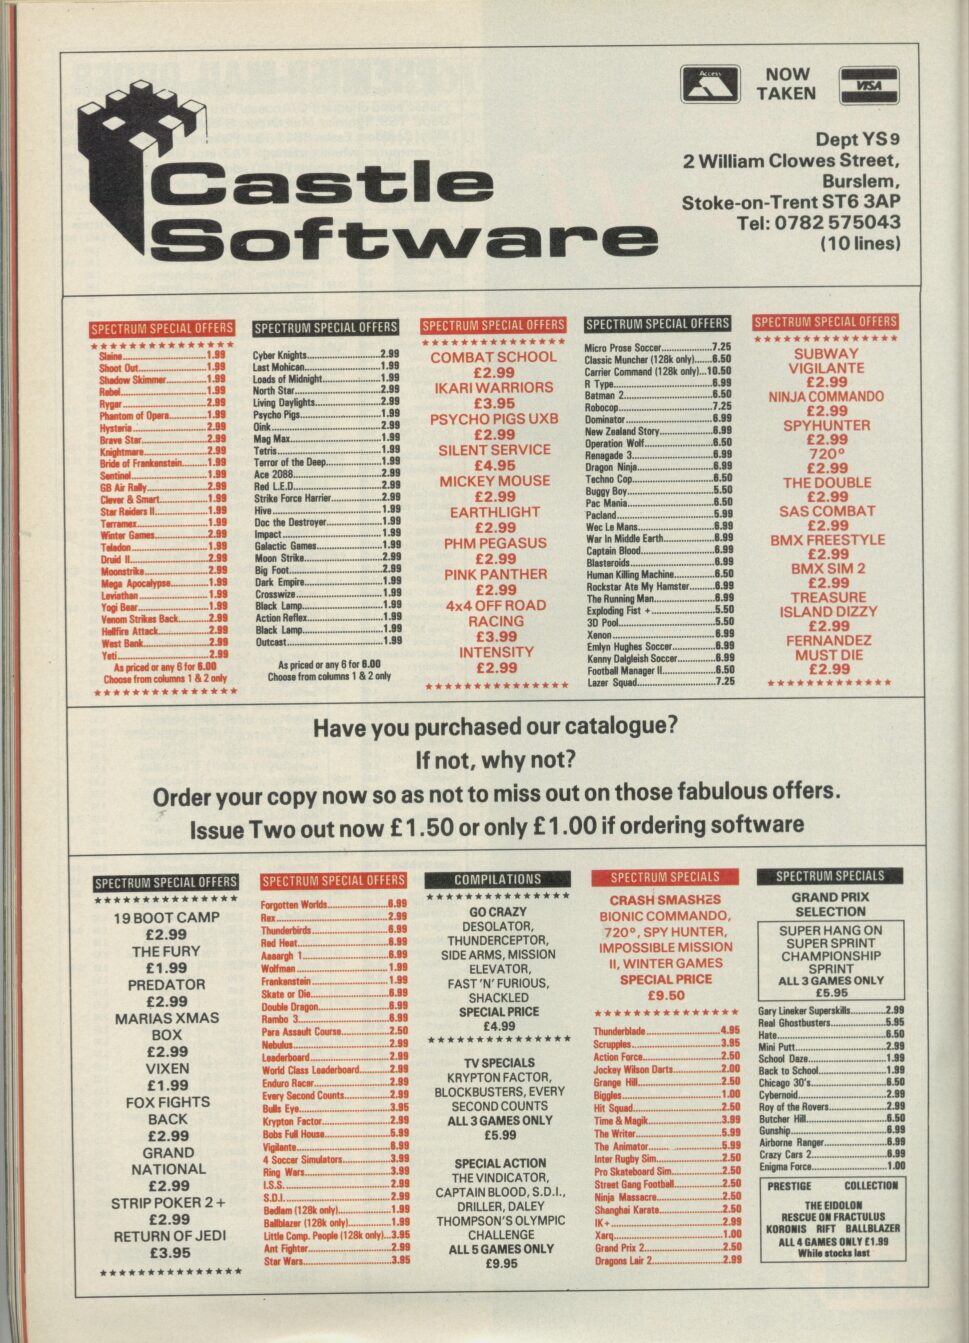 Access
NOW
TAKEN
VISA
Castle
Software
Dept YS9
2 William Clowes Street,
Burslem,
Stoke-on-Trent ST6 3AP
Tel: 0782 575043
(10 lines)
SPECTRUM SPECIAL OFFERS
★★★★★★★★★★★★★★★
Slaine 1.99
Shoot Out 1.99
Shadow Skimmer 1.99
Rebel 1.99
Rygar 2.99
Phantom of Opera 1.99
Hysteria 2.99
Brave Star 2.99
Knightmare 2.99
Bride of Frankenstein 1.99
Sentinel 1.99
GB Air Rally 2.99
Clever & Smart 1.99
Star Raiders II 1.99
Terramex 1.99
Winter Games 2.99
Teladon 1.99
Druid II 2.99
Moonstrike 2.99
Mega Apocalypse 1.99
Leviathan 1.99
Yogi Bear 1.99
Venom Strikes Back 2.99
Hellfire Attack 2.99
West Bank 2.99
Yeti 2.99
As priced or any 6 for 6.00
Choose from columns 1 & 2 only
★★★★★★★★★★★★★★★
SPECTRUM SPECIAL OFFERS
Cyber Knights 2.99
Last Mohican 1.99
Loads of Midnight 1.99
North Star 2.99
Living Daylights 2.99
Psycho Pigs 1.99
Oink 2.99
Mag Max 1.99
Tetris 1.99
Terror of the Deep 1.99
Ace 2088 2.99
Red L.E.D 2.99
Strike Force Harrier 2.99
Hive 1.99
Doc the Destroyer 1.99
Impact 1.99
Galactic Games 1.99
Moon Strike 2.99
Big Foot 2.99
Dark Empire 1.99
Crosswize 1.99
Black Lamp 1.99
Action Reflex 1.99
Black Lamp 1.99
Outcast 1.99
As priced or any 6 for 6.00
Choose from columns 1 & 2 only
SPECTRUM SPECIAL OFFERS
★★★★★★★★★★★★★★★
COMBAT SCHOOL
£2.99
IKARI WARRIORS
£3.95
PSYCHO PIGS UXB
£2.99
SILENT SERVICE
£4.95
MICKEY MOUSE
£2.99
EARTHLIGHT
£2.99
PHM PEGASUS
£2.99
PINK PANTHER
£2.99
4x4 OFF ROAD
RACING
£3.99
INTENSITY
£2.99
★★★★★★★★★★★★★★★
SPECTRUM SPECIAL OFFERS
Micro Prose Soccer 7.25
Classic Muncher (128k only) 6.50
Carrier Command (128k only) 10.50
R Type 6.99
Batman 2 6.50
Robocop 7.25
Dominator 6.99
New Zealand Story 6.99
Operation Wolf 6.50
Renagade 3 6.99
Dragon Ninja 6.99
Techno Cop 6.50
Buggy Boy 5.50
Pac Mania 6.50
Pacland 5.99
Wec Le Mans 6.99
War In Middle Earth 6.99
Captain Blood 6.99
Blasteroids 6.99
Human Killing Machine 6.50
Rockstar Ate My Hamster 6.99
The Running Man 6.99
Exploding Fist + 5.50
3D Pool 5.50
Xenon 6.99
Emlyn Hughes Soccer 6.99
Kenny Dalgleish Soccer 6.99
Football Manager II 6.50
Lazer Squad 7.25
SPECTRUM SPECIAL OFFERS
★★★★★★★★★★★★★★★
SUBWAY
VIGILANTE
£2.99
NINJA COMMANDO
£2.99
SPYHUNTER
£2.99
720°
£2.99
THE DOUBLE
£2.99
SAS COMBAT
£2.99
BMX FREESTYLE
£2.99
BMX SIM 2
£2.99
TREASURE
ISLAND DIZZY
£2.99
FERNANDEZ
MUST DIE
£2.99
★★★★★★★★★★★★★
Have you purchased our catalogue?
If not, why not?
Order your copy now so as not to miss out on those fabulous offers.
Issue Two out now £1.50 or only £1.00 if ordering software
SPECTRUM SPECIAL OFFERS
★★★★★★★★★★★★★★★
19 BOOT CAMP
£2.99
THE FURY
£1.99
PREDATOR
£2.99
MARIAS XMAS
BOX
£2.99
VIXEN
£1.99
FOX FIGHTS
BACK
£2.99
GRAND
NATIONAL
£2.99
STRIP POKER 2+
£2.99
RETURN OF JEDI
£3.95
★★★★★★★★★★★★★★★
SPECTRUM SPECIAL OFFERS
Forgotten Worlds 6.99
Rex 2.99
Thunderbirds 6.99
Red Heat 6.99
Aaaargh 1 6.99
Wolfman 1.99
Frankenstein 1.99
Skate or Die 6.99
Double Dragon 6.99
Rambo 3 6.99
Para Assault Course 2.50
Nebulus 2.99
Leaderboard 2.99
World Class Leaderboard 2.99
Enduro Racer 2.99
Every Second Counts 2.99
Bulls Eye 3.95
Krypton Factor 2.99
Bobs Full House 5.99
Vigilante 6.99
4 Soccer Simulators 3.99
Ring Wars 3.99
I.S.S. 2.99
S.D.I. 2.99
Bedlam (128k only) 1.99
Ballblazer (128k only) 1.99
Little Comp. People (128k only) 3.95
Ant Fighter 2.99
Star Wars 3.95
COMPILATIONS
★★★★★★★★★★★★★★★
GO CRAZY
DESOLATOR,
THUNDERCEPTOR,
SIDE ARMS, MISSION
ELEVATOR,
FAST 'N' FURIOUS,
SHACKLED
SPECIAL PRICE
£4.99
★★★★★★★★★★★★★★★
TV SPECIALS
KRYPTON FACTOR,
BLOCKBUSTERS, EVERY
SECOND COUNTS
ALL 3 GAMES ONLY
£5.99
SPECIAL ACTION
THE VINDICATOR,
CAPTAIN BLOOD, S.D.I.,
DRILLER, DALEY
THOMPSON'S OLYMPIC
CHALLENGE
ALL 5 GAMES ONLY
£9.95
SPECTRUM SPECIALS
CRASH SMASHES
BIONIC COMMANDO,
720°, SPY HUNTER,
IMPOSSIBLE MISSION
II, WINTER GAMES
SPECIAL PRICE
£9.50
★★★★★★★★★★★★★★★
Thunderblade 4.95
Scrupples 3.95
Action Force 2.50
Jockey Wilson Darts 2.00
Grange Hill 2.50
Biggles 1.00
Hit Squad 2.50
Time & Magik 3.99
The Writer 5.99
The Animator 5.99
Inter Rugby Sim 2.50
Pro Skateboard Sim 2.50
Street Gang Football 2.50
Ninja Massacre 2.50
Shanghai Karate 2.50
IK+ 2.99
Xarq 1.00
Grand Prix 2 2.50
Dragons Lair 2 2.99
SPECTRUM SPECIALS
GRAND PRIX
SELECTION
SUPER HANG ON
SUPER SPRINT
CHAMPIONSHIP
SPRINT
ALL 3 GAMES ONLY
£5.95
Gary Lineker Superskills 2.99
Real Ghostbusters 5.95
Hate 6.50
Mini Putt 2.99
School Daze 1.99
Back to School 1.99
Chicago 30's 6.50
Cybernoid 2.99
Roy of the Rovers 2.99
Butcher Hill 6.50
Gunship 6.99
Airborne Ranger 6.99
Crazy Cars 2 6.99
Enigma Force 1.00
PRESTIGE COLLECTION
THE EIDOLON
RESCUE ON FRACTULUS
KORONIS RIFT BALLBLAZER
ALL 4 GAMES ONLY £1.99
While stocks last